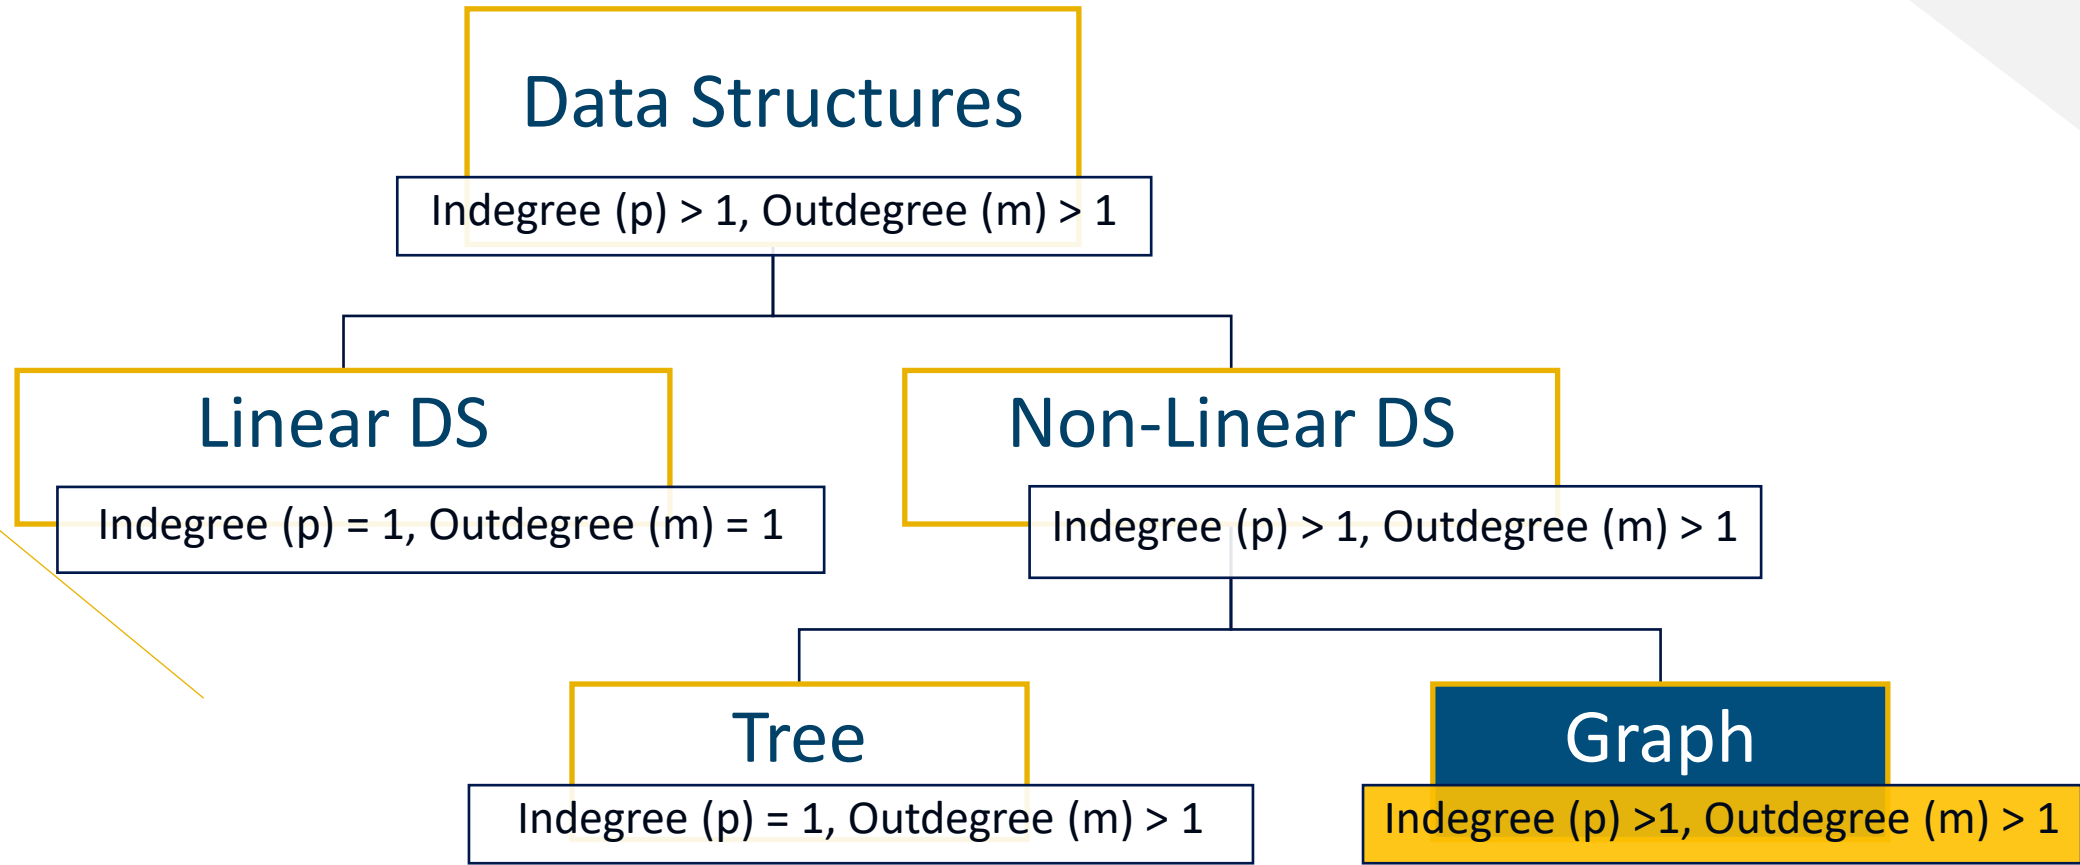 Data Structures
Indegree (p) > 1, Outdegree (m) > 1
Linear DS
Indegree (p) = 1, Outdegree (m) = 1
Non-Linear DS
Indegree (p) > 1, Outdegree (m) > 1
Tree
Indegree (p) = 1, Outdegree (m) > 1
Graph
Indegree (p) >1, Outdegree (m) > 1